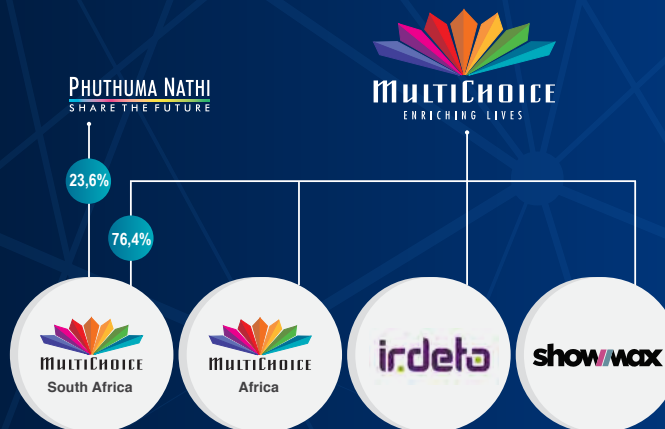 PHUTHUMA NATHI
SHARE THE FUTURE
MULTICHOICE
ENRICHING LIVES
23,6%
76,4%
MULTICHOICE
South Africa
MULTICHOICE
Africa
irdeto
showmax